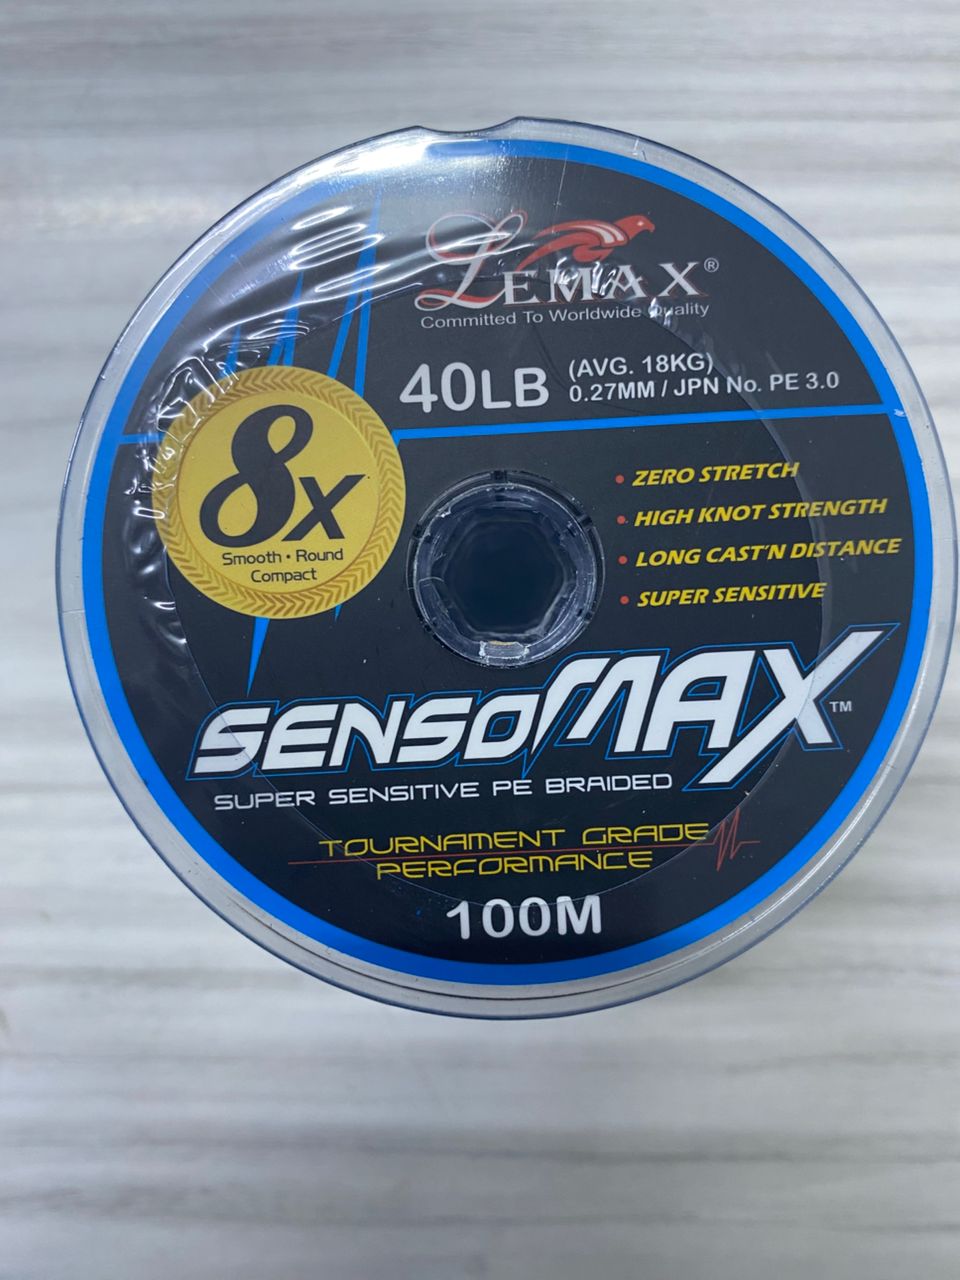 LEMAX®
Committed To Worldwide Quality
40LB (AVG. 18KG)
0.27MM / JPN No. PE 3.0
8X
Smooth • Round
Compact
• ZERO STRETCH
• HIGH KNOT STRENGTH
• LONG CAST'N DISTANCE
• SUPER SENSITIVE
SENSOMAX™
SUPER SENSITIVE PE BRAIDED
TOURNAMENT GRADE
PERFORMANCE
100M